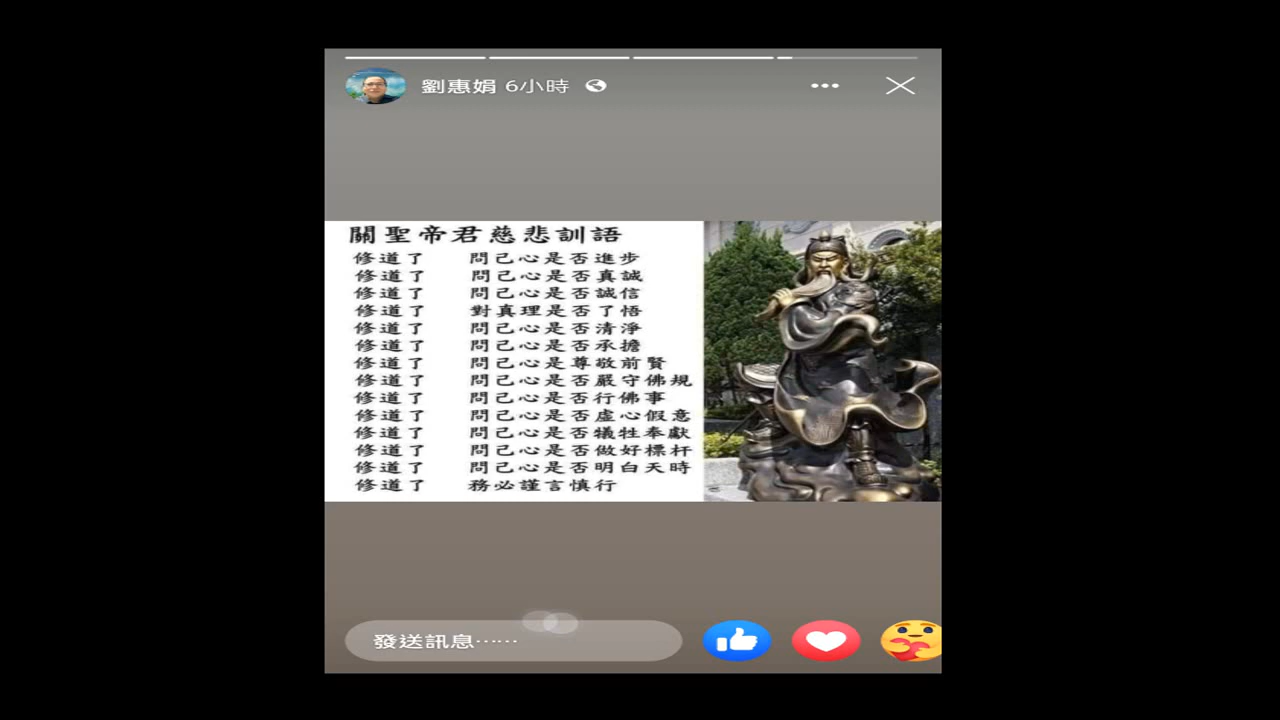 劉惠娟 6小時
關聖帝君慈悲訓語
修道了 問己心是否進步
修道了 問己心是否真誠
修道了 問己心是否誠信
修道了 對真理是否了悟
修道了 問己心是否清淨
修道了 問己心是否承擔
修道了 問己心是尊敬前賢
修道了 問己心是否嚴守佛規
修道了 問己心是否行佛事
修道了 問己心是否虛心假意
修道了 問己心是否犧牲奉獻
修道了 問己心是否做好標杆
修道了 問己心是否明白天時
修道了 務必謹言慎行
發送訊息……